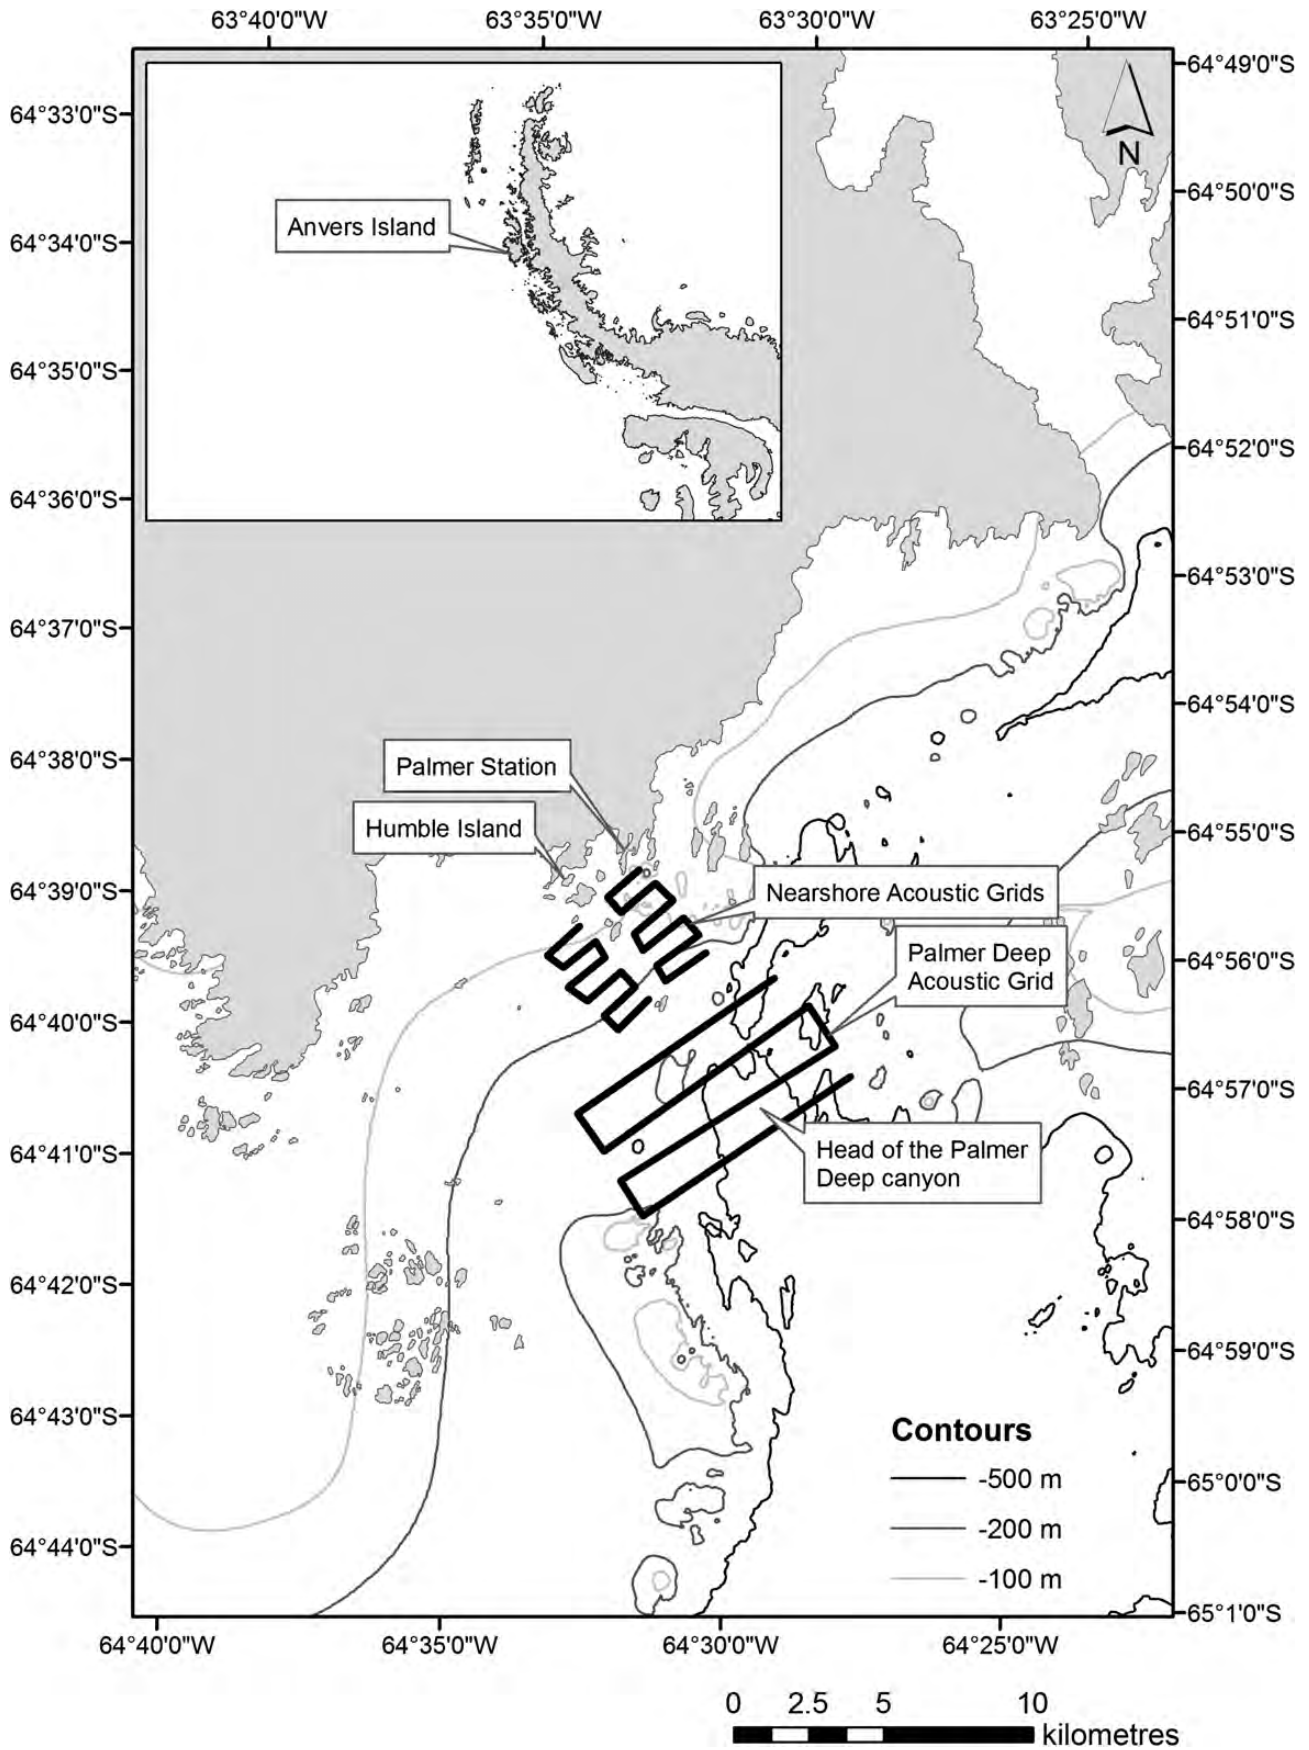 63°40'0"W 63°35'0"W 63°30'0"W 63°25'0"W
64°33'0"S
64°34'0"S
64°35'0"S
64°36'0"S
64°37'0"S
64°38'0"S
64°39'0"S
64°40'0"S
64°41'0"S
64°42'0"S
64°43'0"S
64°44'0"S
N
Anvers Island
Palmer Station
Humble Island
Nearshore Acoustic Grids
Palmer Deep
Acoustic Grid
Head of the Palmer
Deep canyon
Contours
-500 m
-200 m
-100 m
64°49'0"S
64°50'0"S
64°51'0"S
64°52'0"S
64°53'0"S
64°54'0"S
64°55'0"S
64°56'0"S
64°57'0"S
64°58'0"S
64°59'0"S
65°0'0"S
65°1'0"S
64°40'0"W 64°35'0"W 64°30'0"W 64°25'0"W
0 2.5 5 10
kilometres